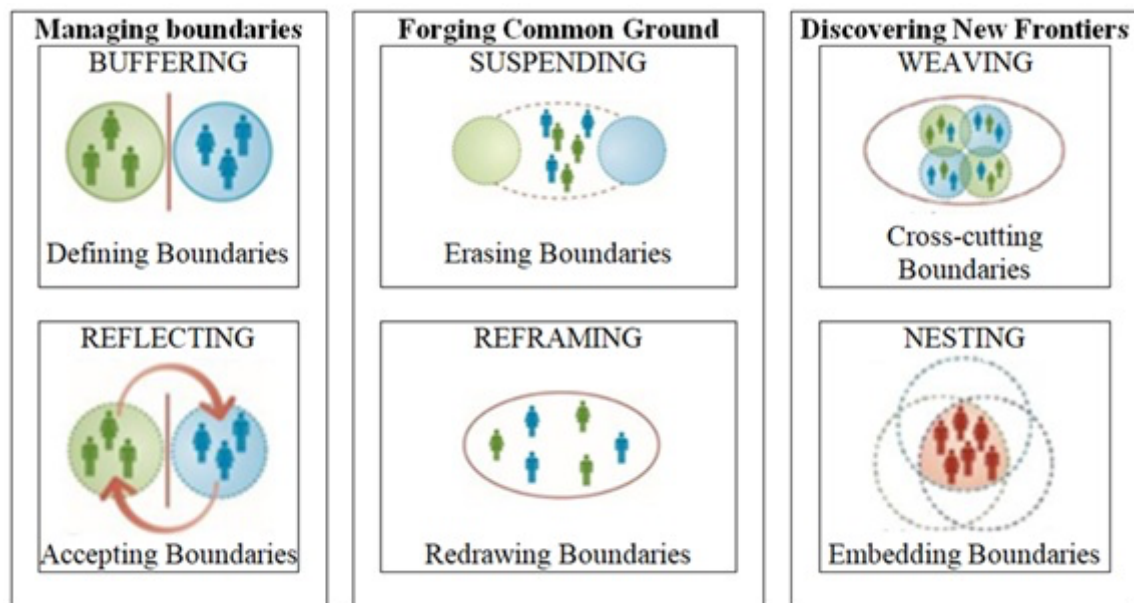 Managing boundaries
BUFFERING
Defining Boundaries
REFLECTING
Accepting Boundaries
Forging Common Ground
SUSPENDING
Erasing Boundaries
REFRAMING
Redrawing Boundaries
Discovering New Frontiers
WEAVING
Cross-cutting
Boundaries
NESTING
Embedding Boundaries